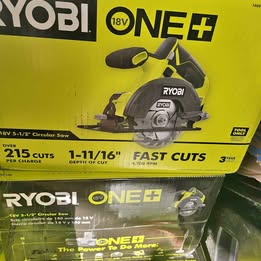 RYOBI 18V ONE+
RYOBI
18V 5-1/2" Circular Saw
OVER
215 CUTS
PER CHARGE
1-11/16"
DEPTH OF CUT
FAST CUTS
3 YEAR
TOOL
ONLY
RYOBI ONE+
18V 5-1/2" Circular Saw
ONE+
The Power To Do More.